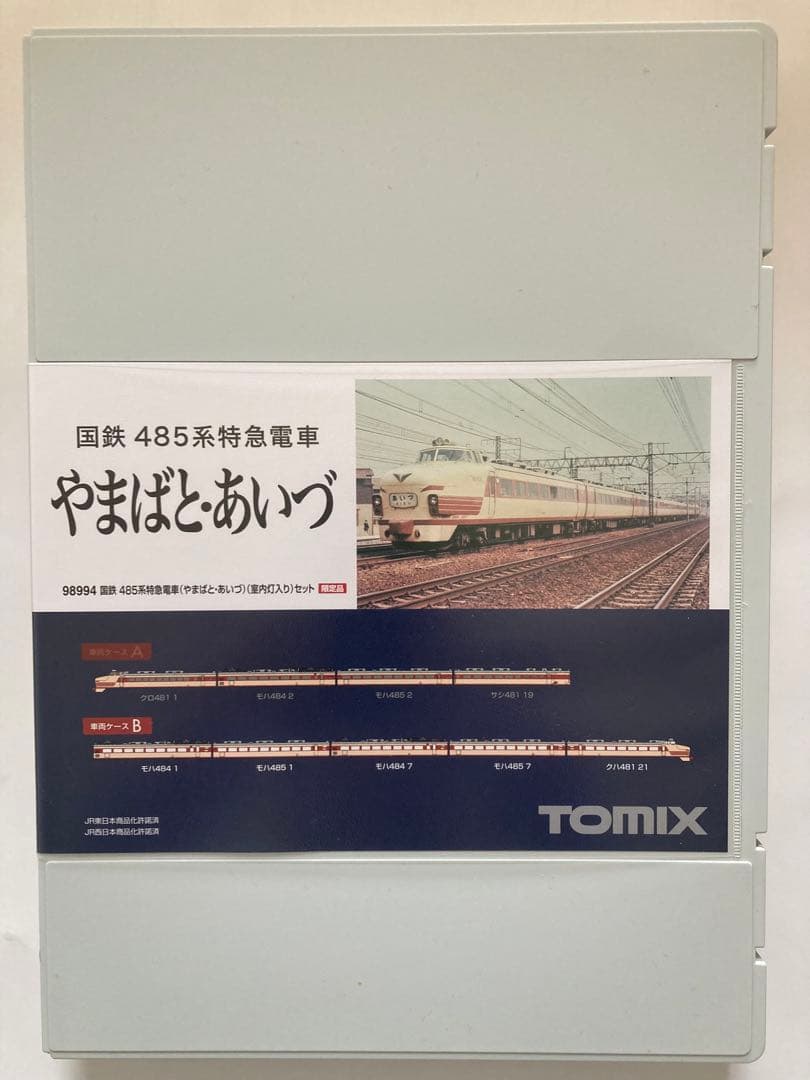 国鉄 485系特急電車
やまばと・あいづ
98994 国鉄 485系特急電車(やまばと・あいづ)(室内灯入り)セット 限定品
あいづ
車両ケース A
クロ481 1 モハ484 2 モハ485 2 サシ481 19
車両ケース B
モハ484 1 モハ485 1 モハ484 7 モハ485 7 クハ481 21
JR東日本商品化許諾済
JR西日本商品化許諾済
TOMIX